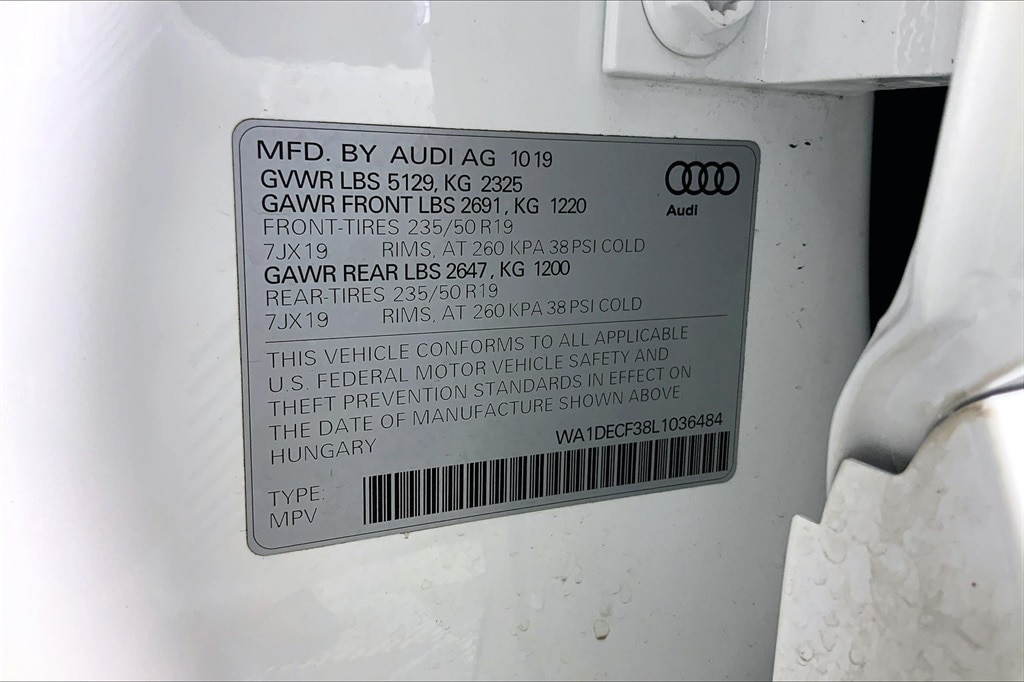 MFD. BY AUDI AG 1019
GVWR LBS 5129, KG 2325
GAWR FRONT LBS 2691, KG 1220
FRONT-TIRES 235/50 R19
7JX19 RIMS, AT 260 KPA 38 PSI COLD
GAWR REAR LBS 2647, KG 1200
REAR-TIRES 235/50 R19
7JX19 RIMS, AT 260 KPA 38 PSI COLD
Audi
THIS VEHICLE CONFORMS TO ALL APPLICABLE
U.S. FEDERAL MOTOR VEHICLE SAFETY AND
THEFT PREVENTION STANDARDS IN EFFECT ON
THE DATE OF MANUFACTURE SHOWN ABOVE.
HUNGARY
WA1DECF38L1036484
TYPE:
MPV